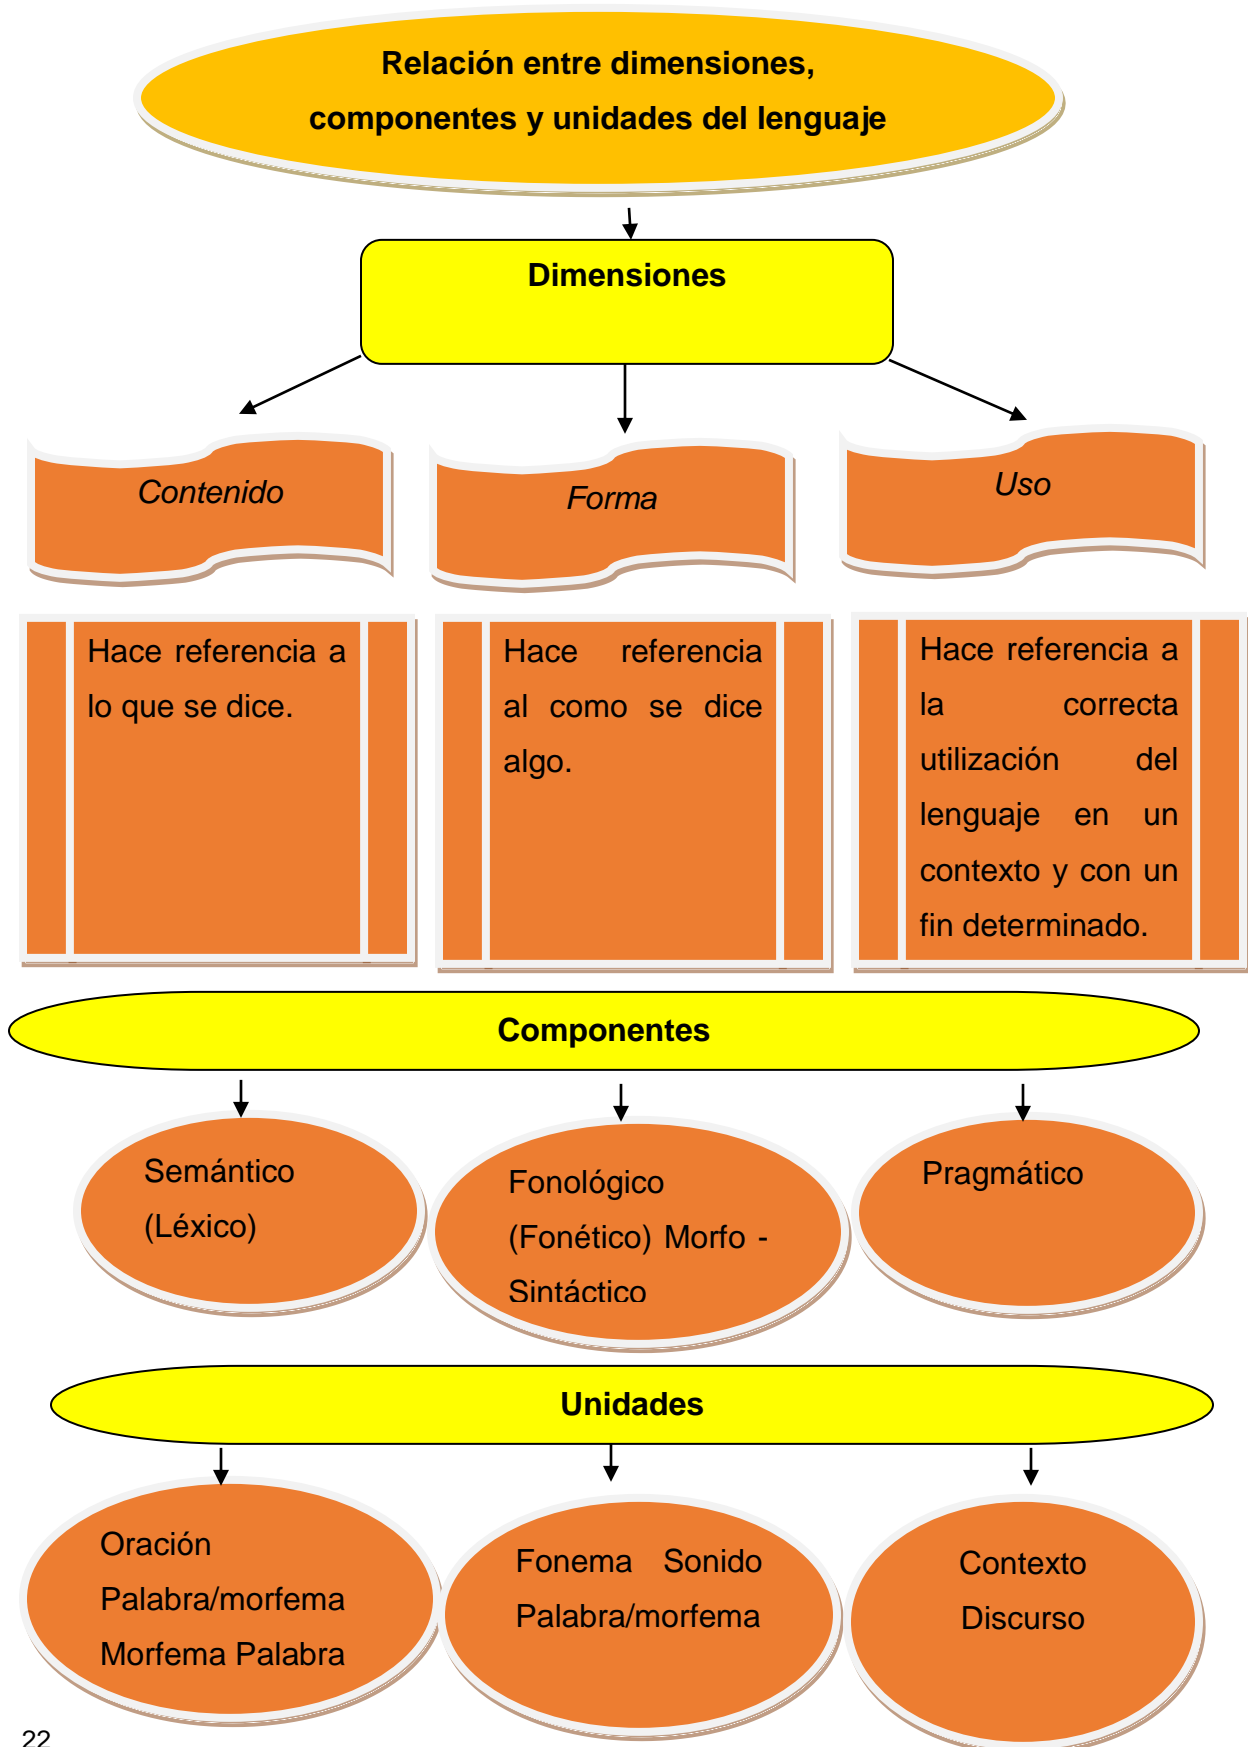 Relación entre dimensiones,
componentes y unidades del lenguaje
Dimensiones
Contenido
Forma
Uso
Hace referencia a
lo que se dice.
Hace referencia
al como se dice
algo.
Hace referencia a
la correcta
utilización del
lenguaje en un
contexto y con un
fin determinado.
Componentes
Semántico
(Léxico)
Fonológico
(Fonético) Morfo -
Sintáctico
Pragmático
Unidades
Oración
Palabra/morfema
Morfema Palabra
Fonema Sonido
Palabra/morfema
Contexto
Discurso
22